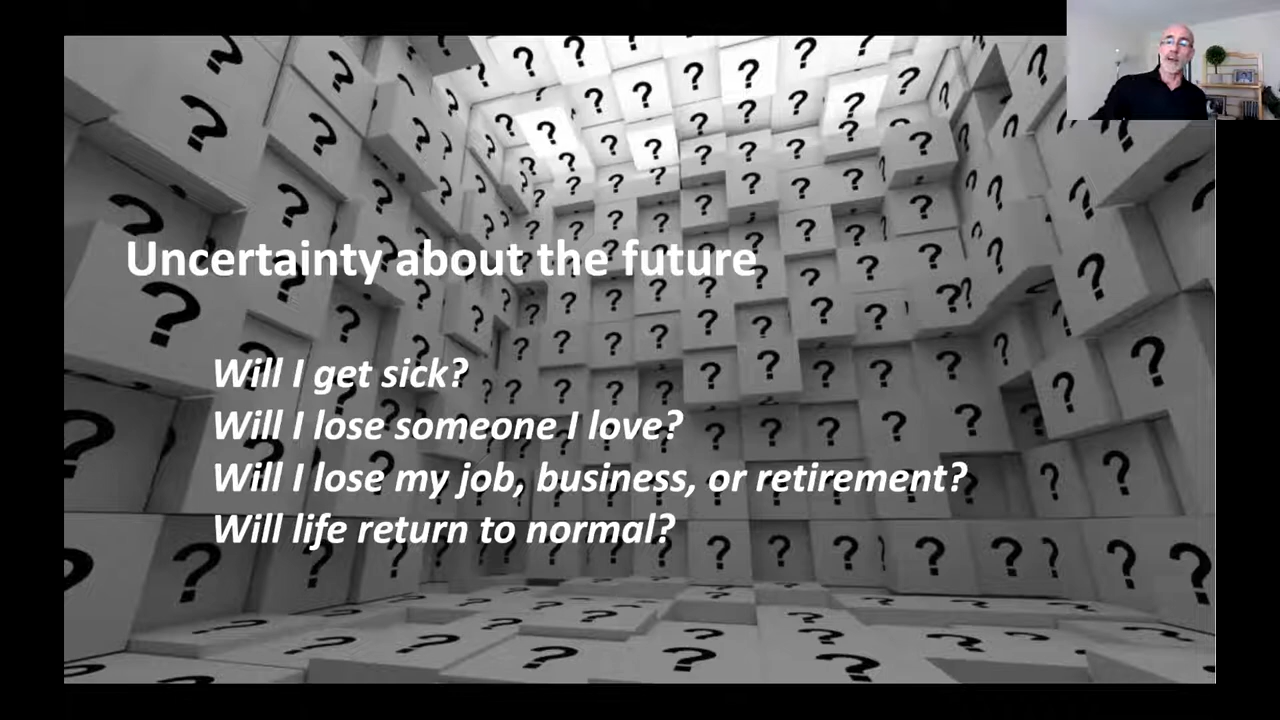 Uncertainty about the future
Will I get sick?
Will I lose someone I love?
Will I lose my job, business, or retirement?
Will life return to normal?